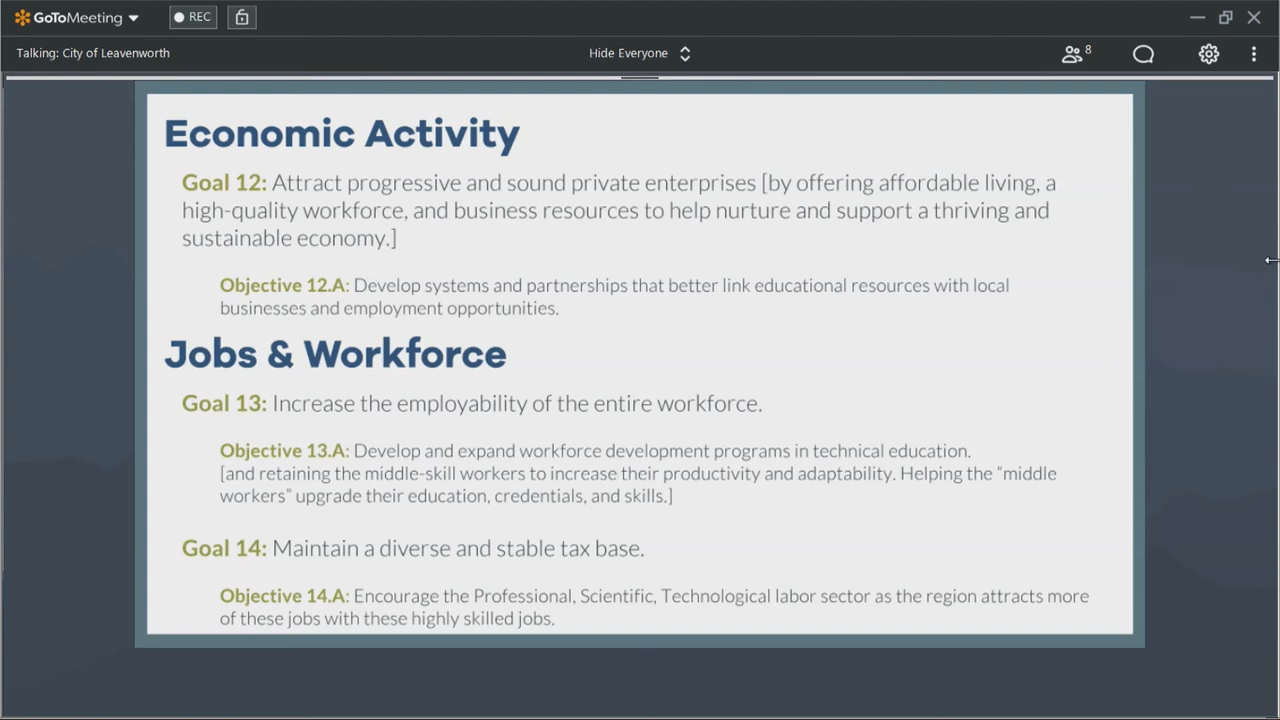 GoToMeeting
REC
Talking: City of Leavenworth
Hide Everyone
8
Economic Activity
Goal 12: Attract progressive and sound private enterprises [by offering affordable living, a
high-quality workforce, and business resources to help nurture and support a thriving and
sustainable economy.]
Objective 12.A: Develop systems and partnerships that better link educational resources with local
businesses and employment opportunities.
Jobs & Workforce
Goal 13: Increase the employability of the entire workforce.
Objective 13.A: Develop and expand workforce development programs in technical education.
[and retaining the middle-skill workers to increase their productivity and adaptability. Helping the “middle
workers” upgrade their education, credentials, and skills.]
Goal 14: Maintain a diverse and stable tax base.
Objective 14.A: Encourage the Professional, Scientific, Technological labor sector as the region attracts more
of these jobs with these highly skilled jobs.